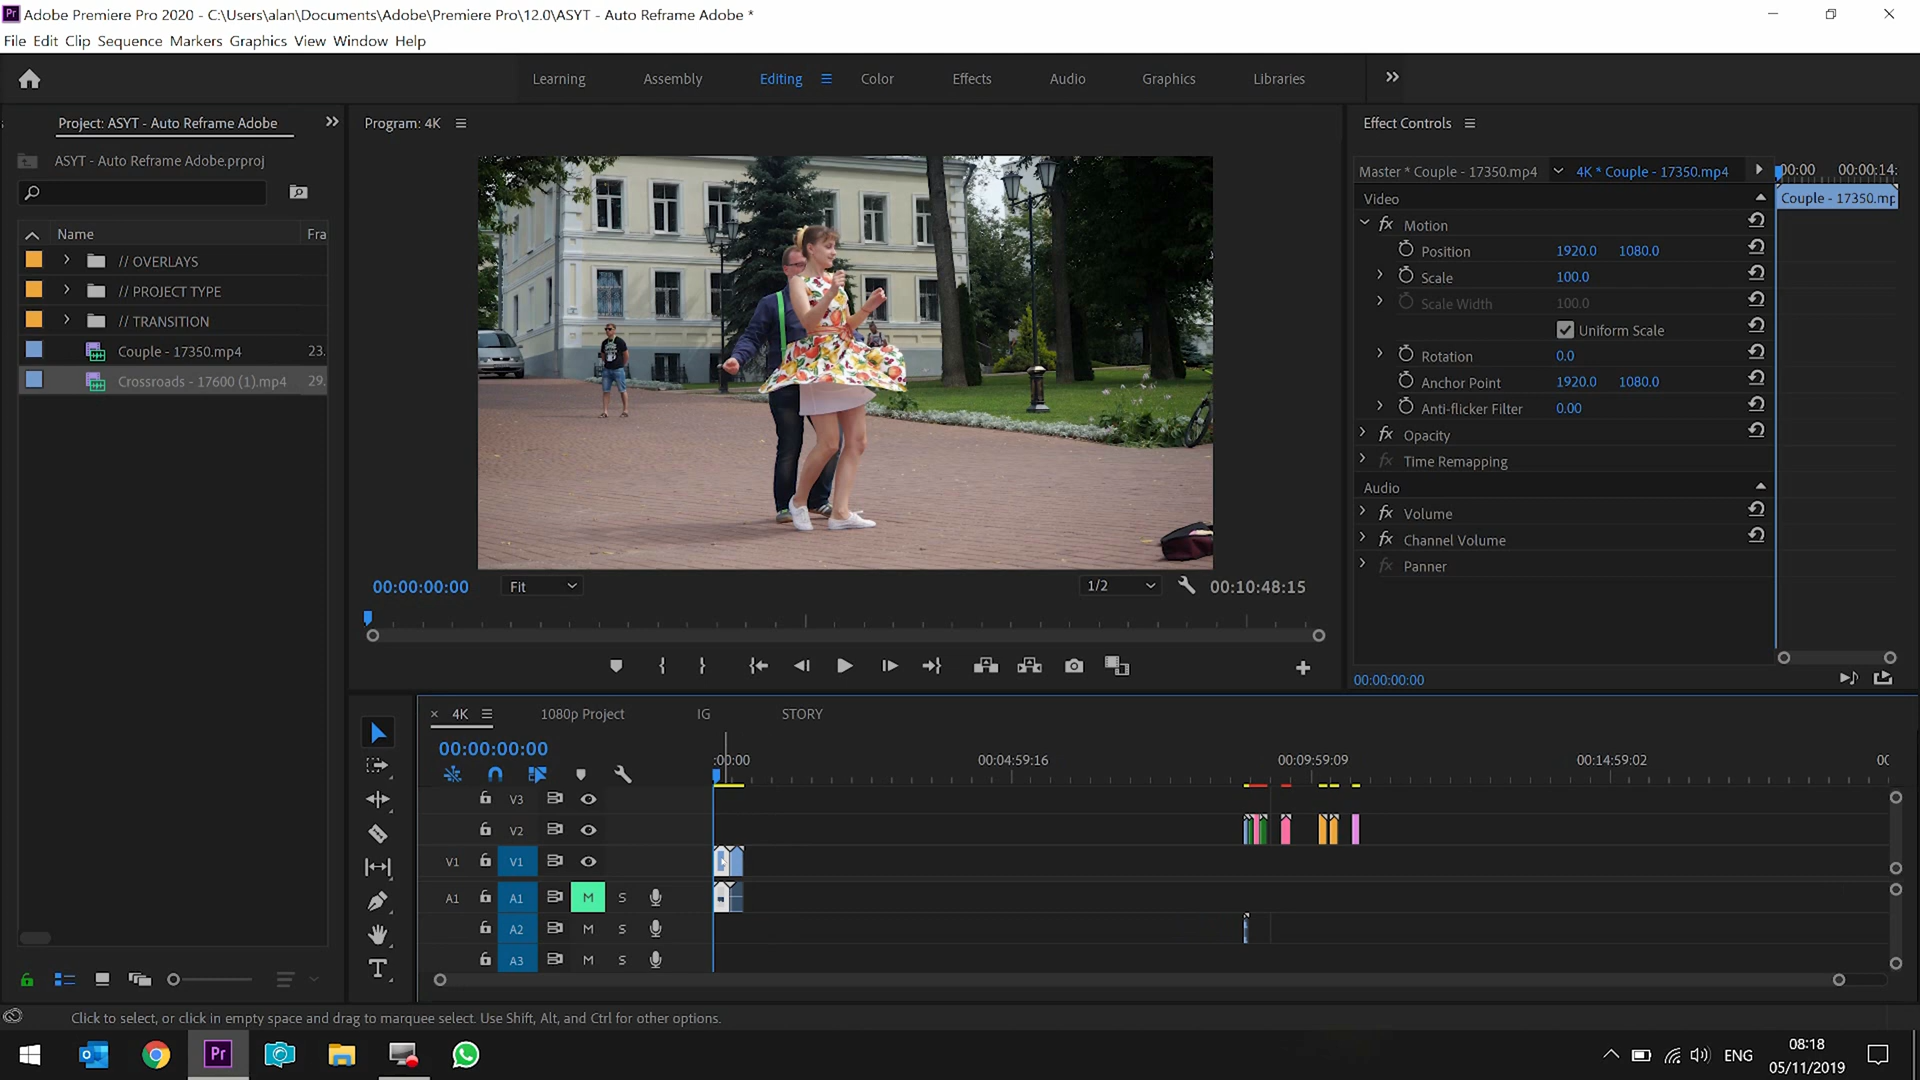 Pr Adobe Premiere Pro 2020 - C:\Users\alan\Documents\Adobe\Premiere Pro\12.0\ASYT - Auto Reframe Adobe *
File Edit Clip Sequence Markers Graphics View Window Help
Learning Assembly Editing Color Effects Audio Graphics Libraries
Project: ASYT - Auto Reframe Adobe
ASYT - Auto Reframe Adobe.prproj
Name Fra
// OVERLAYS
// PROJECT TYPE
// TRANSITION
Couple - 17350.mp4 23.
Crossroads - 17600 (1).mp4 29.
Program: 4K
00:00:00:00 Fit 1/2 00:10:48:15
Effect Controls
Master * Couple - 17350.mp4 4K * Couple - 17350.mp4 00:00 00:00:14:
Video Couple - 17350.mp
fx Motion
Position 1920.0 1080.0
Scale 100.0
Scale Width 100.0
Uniform Scale
Rotation 0.0
Anchor Point 1920.0 1080.0
Anti-flicker Filter 0.00
fx Opacity
fx Time Remapping
Audio
fx Volume
fx Channel Volume
fx Panner
00:00:00:00
× 4K 1080p Project IG STORY
00:00:00:00
:00:00 00:04:59:16 00:09:59:09 00:14:59:02 00
V3
V2
V1 V1
A1 A1 M S
A2 M S
A3 M S
T
Click to select, or click in empty space and drag to marquee select. Use Shift, Alt, and Ctrl for other options.
Pr
ENG
08:18
05/11/2019